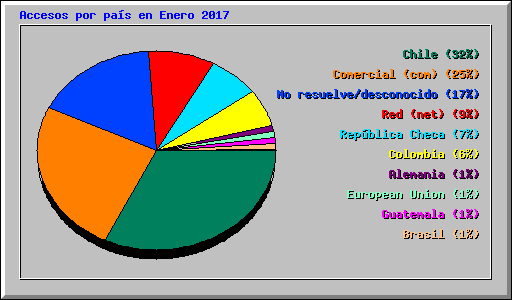 Accesos por país en Enero 2017
Chile (32%)
Comercial (com) (25%)
No resuelve/desconocido (17%)
Red (net) (9%)
República Checa (7%)
Colombia (6%)
Alemania (1%)
European Union (1%)
Guatemala (1%)
Brasil (1%)